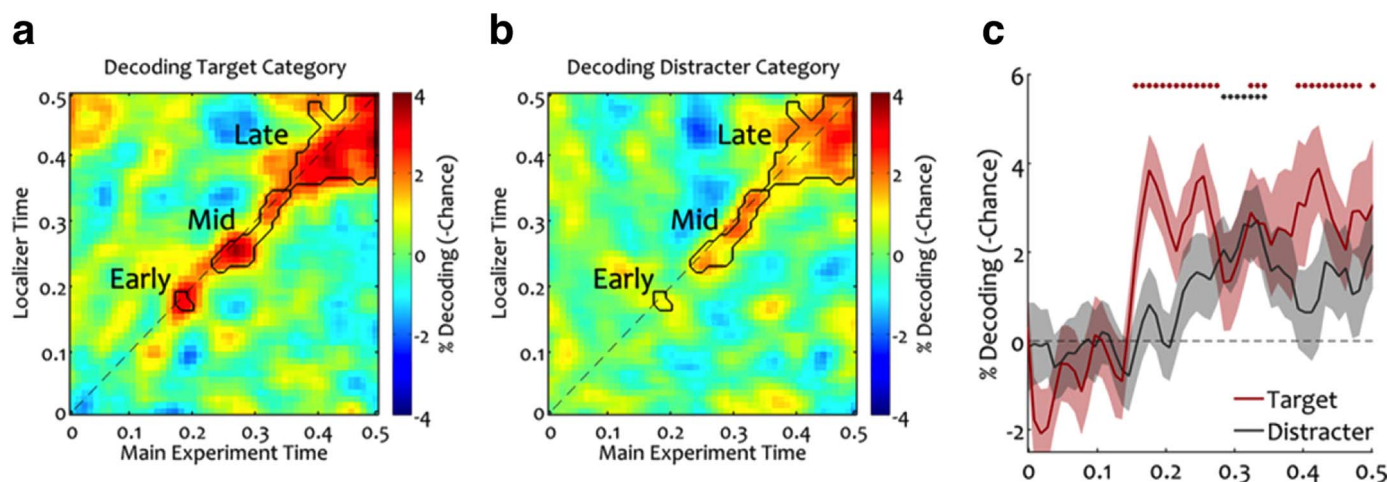 a
Decoding Target Category
0.5
0.4
0.3
0.2
0.1
0
Localizer Time
Late
Mid
Early
0 0.1 0.2 0.3 0.4 0.5
Main Experiment Time
4
2
0
-2
-4
% Decoding (-Chance)
b
Decoding Distracter Category
0.5
0.4
0.3
0.2
0.1
0
Localizer Time
Late
Mid
Early
0 0.1 0.2 0.3 0.4 0.5
Main Experiment Time
4
2
0
-2
-4
% Decoding (-Chance)
c
6
4
2
0
-2
% Decoding (-Chance)
Target
Distracter
0 0.1 0.2 0.3 0.4 0.5